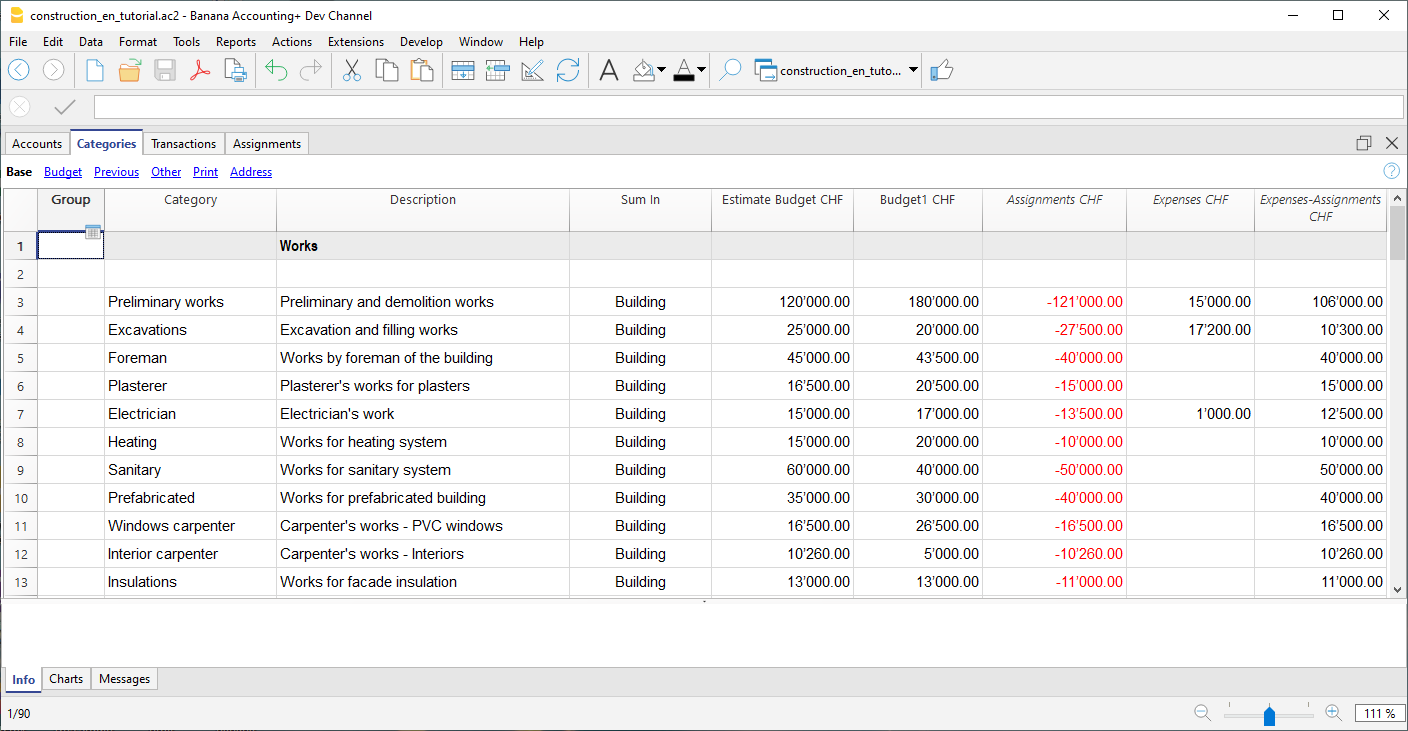 construction_en_tutorial.ac2 - Banana Accounting+ Dev Channel
File Edit Data Format Tools Reports Actions Extensions Develop Window Help
construction_en_tuto...
Accounts Categories Transactions Assignments
Base Budget Previous Other Print Address
Group Category Description Sum In Estimate Budget CHF Budget1 CHF Assignments CHF Expenses CHF Expenses-Assignments CHF
1 Works
2
3 Preliminary works Preliminary and demolition works Building 120’000.00 180’000.00 -121’000.00 15’000.00 106’000.00
4 Excavations Excavation and filling works Building 25’000.00 20’000.00 -27’500.00 17’200.00 10’300.00
5 Foreman Works by foreman of the building Building 45’000.00 43’500.00 -40’000.00 40’000.00
6 Plasterer Plasterer's works for plasters Building 16’500.00 20’500.00 -15’000.00 15’000.00
7 Electrician Electrician's work Building 15’000.00 17’000.00 -13’500.00 1’000.00 12’500.00
8 Heating Works for heating system Building 15’000.00 20’000.00 -10’000.00 10’000.00
9 Sanitary Works for sanitary system Building 60’000.00 40’000.00 -50’000.00 50’000.00
10 Prefabricated Works for prefabricated building Building 35’000.00 30’000.00 -40’000.00 40’000.00
11 Windows carpenter Carpenter's works - PVC windows Building 16’500.00 26’500.00 -16’500.00 16’500.00
12 Interior carpenter Carpenter's works - Interiors Building 10’260.00 5’000.00 -10’260.00 10’260.00
13 Insulations Works for facade insulation Building 13’000.00 13’000.00 -11’000.00 11’000.00
Info Charts Messages
1/90 111 %